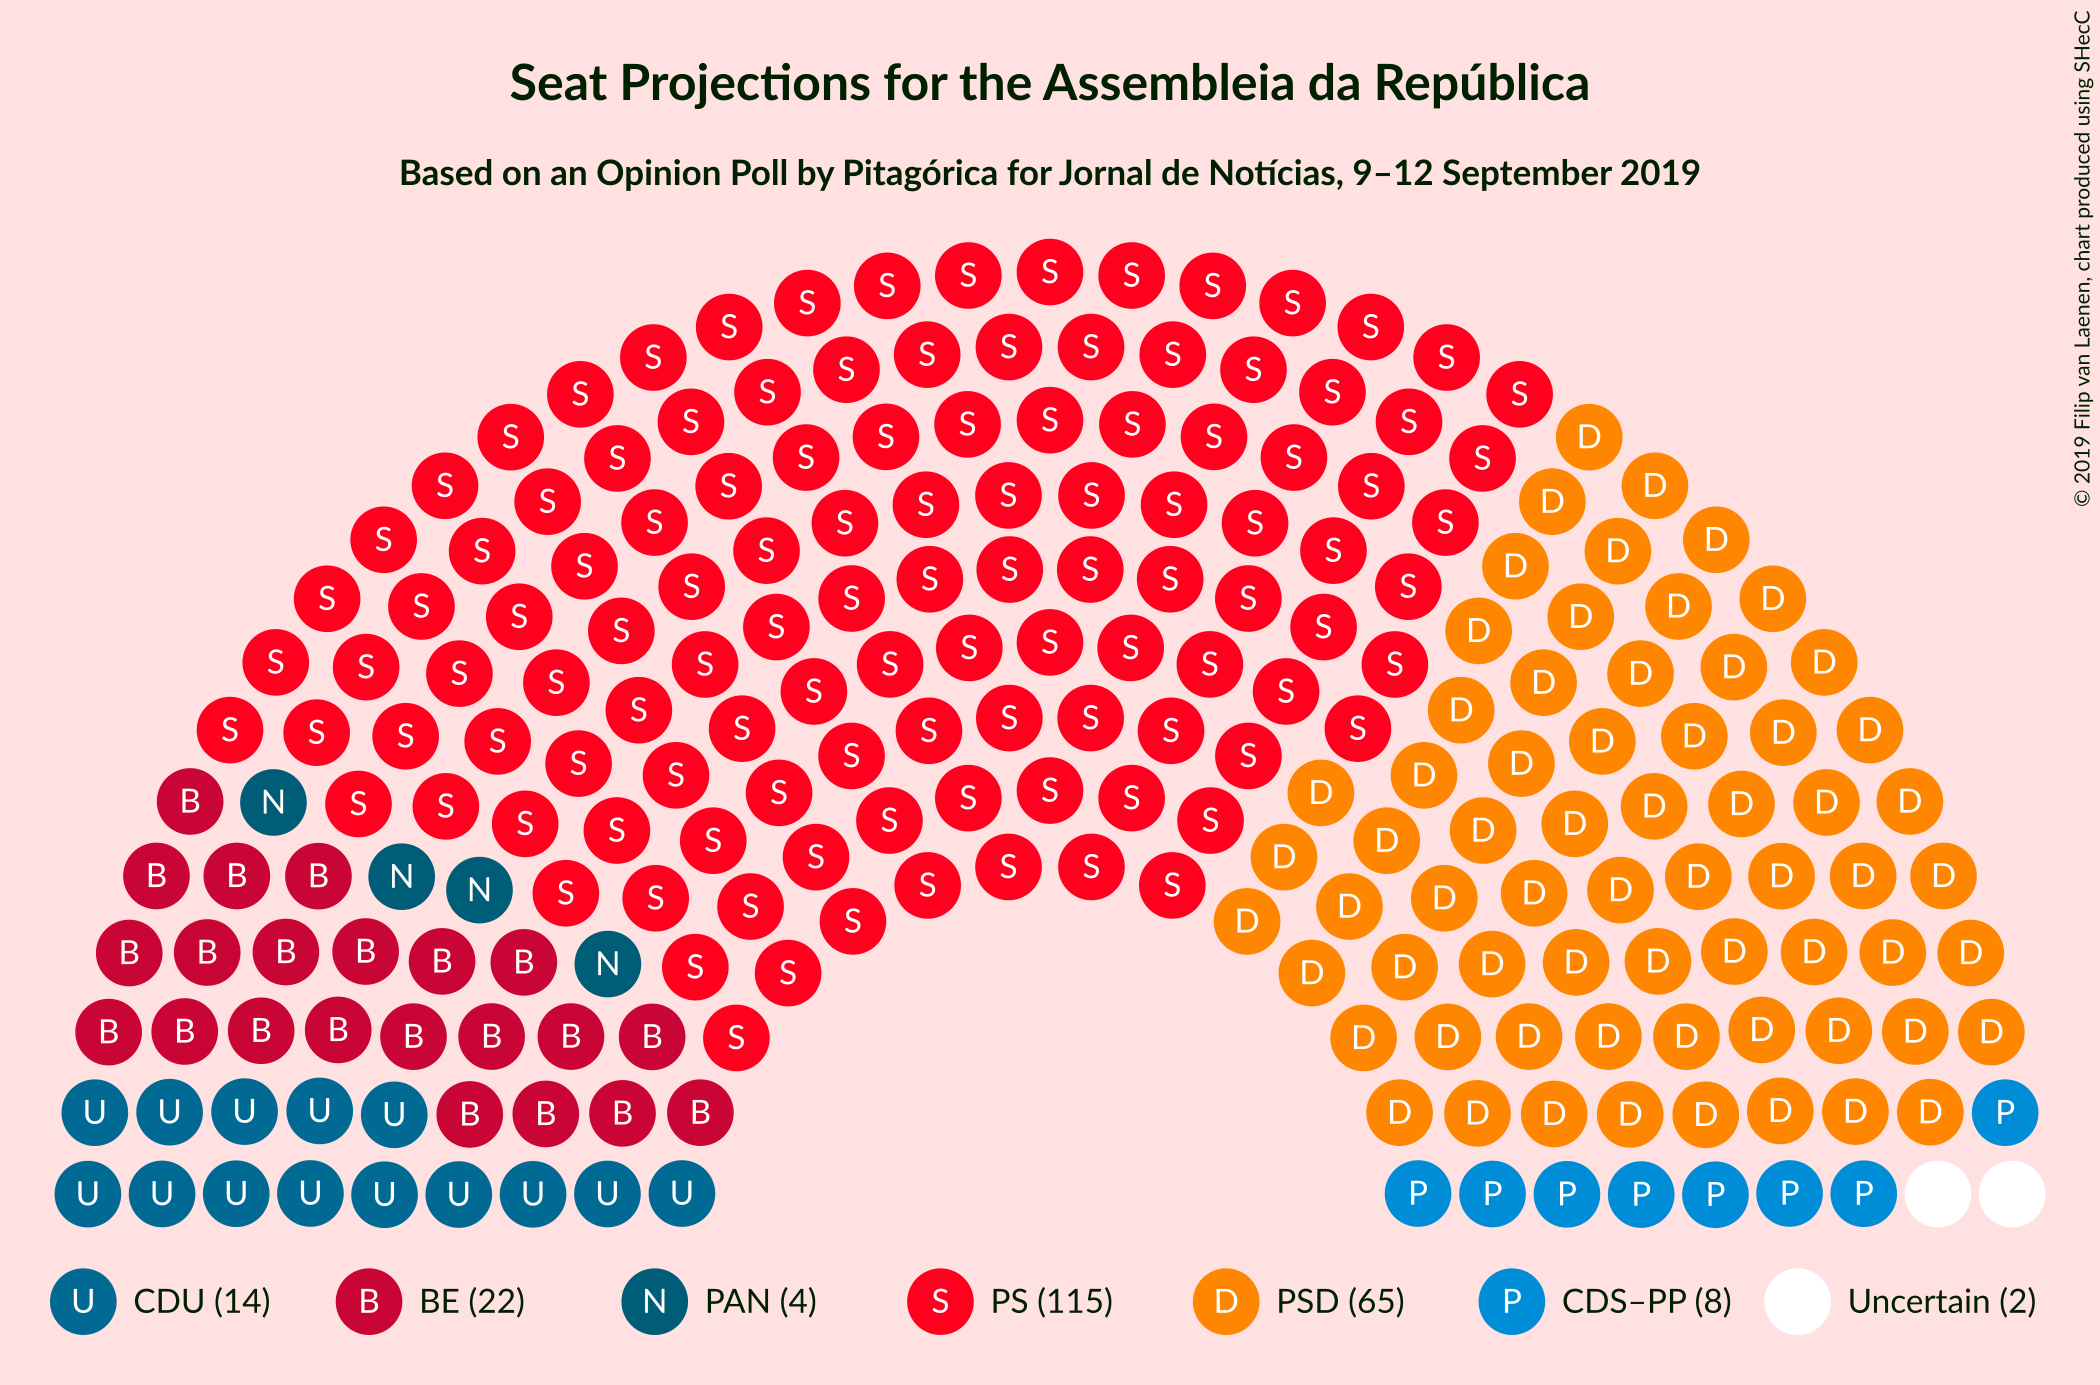 Seat Projections for the Assembleia da República
Based on an Opinion Poll by Pitagórica for Jornal de Notícias, 9–12 September 2019
© 2019 Filip van Laenen, chart produced using SHecC
S S S S S S S S S S S S S S S S S S S S S D D D D D D D D D D D P
U CDU (14)
B BE (22)
N PAN (4)
S PS (115)
D PSD (65)
P CDS–PP (8)
Uncertain (2)